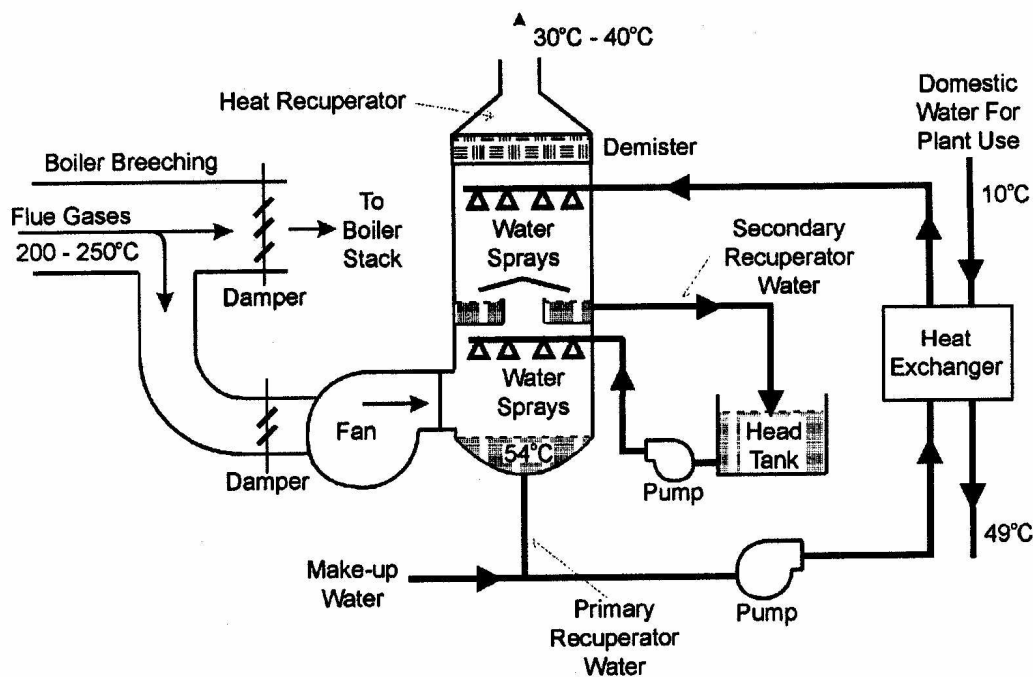 30°C - 40°C
Heat Recuperator
Domestic
Water For
Plant Use
Demister
Boiler Breeching
10°C
Flue Gases
200 - 250°C
To
Boiler
Stack
Water
Sprays
Secondary
Recuperator
Water
Damper
Heat
Exchanger
Water
Sprays
Fan
Head
Tank
54°C
Damper
Pump
49°C
Make-up
Water
Primary
Recuperator
Water
Pump